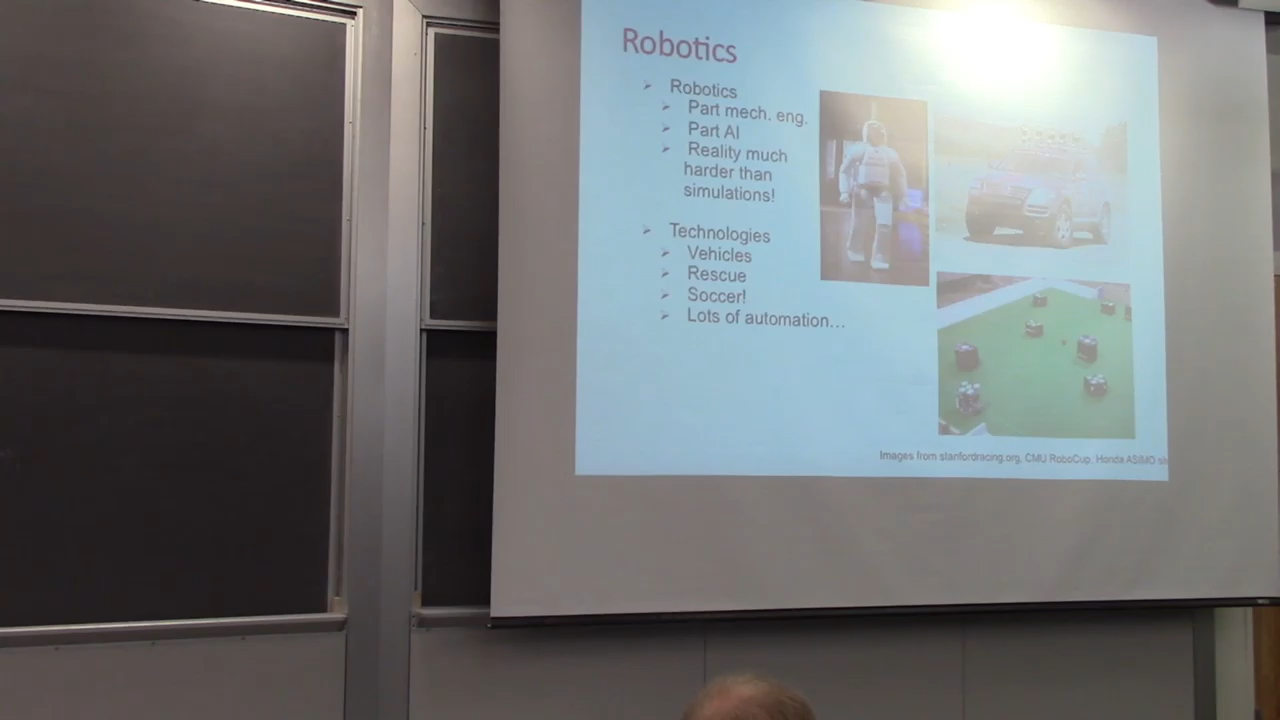 Robotics
Robotics
Part mech. eng.
Part AI
Reality much
harder than
simulations!
Technologies
Vehicles
Rescue
Soccer!
Lots of automation…
Images from stanfordracing.org, CMU RoboCup, Honda ASIMO